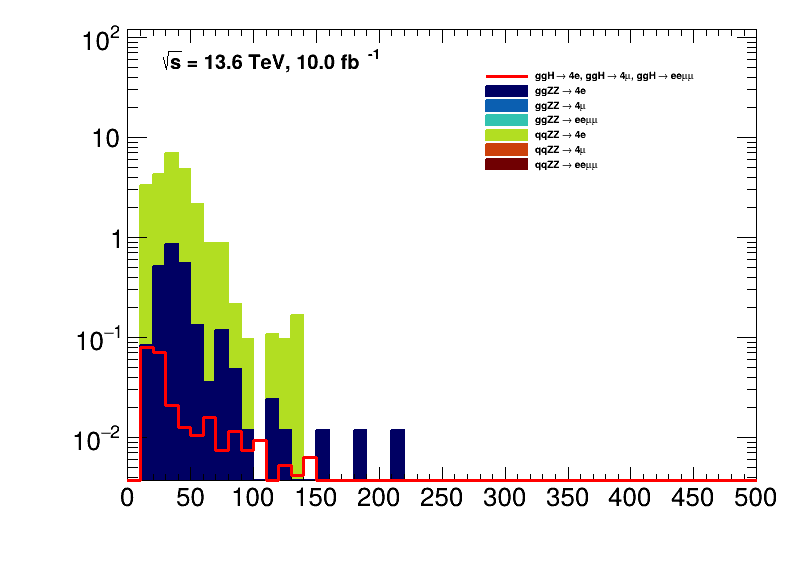 10²
√s = 13.6 TeV, 10.0 fb⁻¹
ggH → 4e, ggH → 4μ, ggH → eeμμ
ggZZ → 4e
ggZZ → 4μ
ggZZ → eeμμ
qqZZ → 4e
qqZZ → 4μ
qqZZ → eeμμ
10
1
10⁻¹
10⁻²
0 50 100 150 200 250 300 350 400 450 500